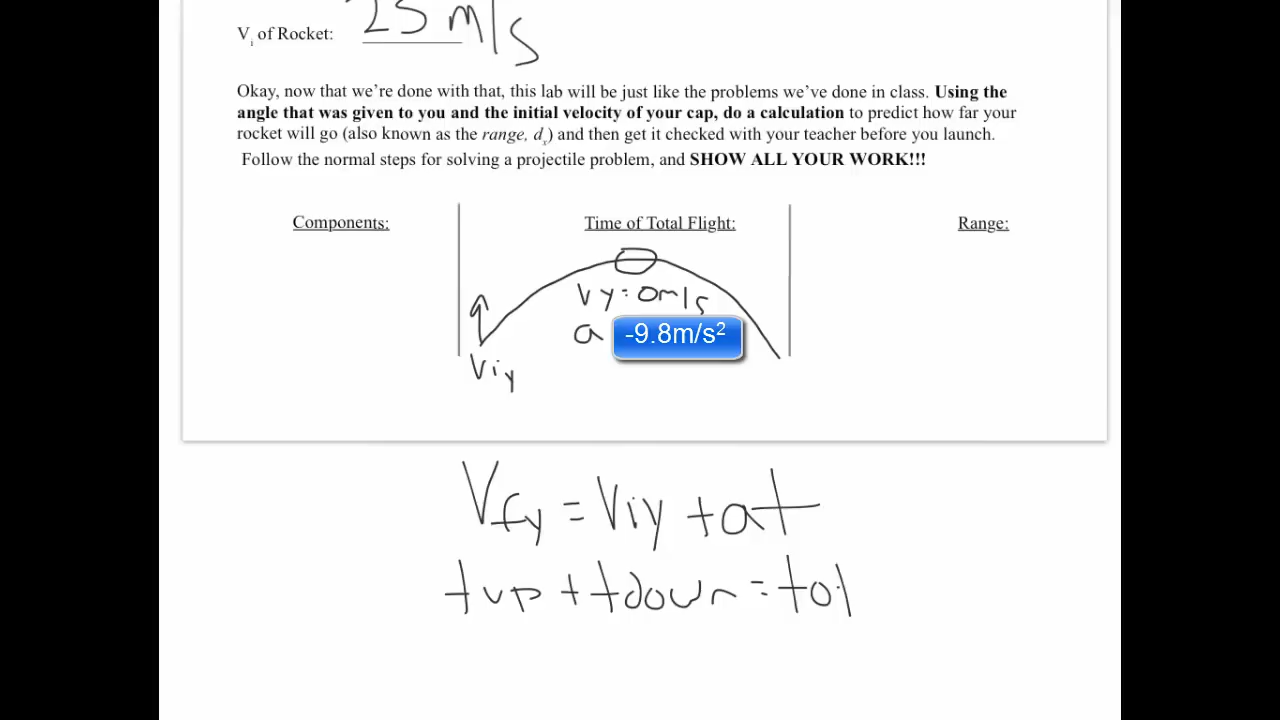 Vi of Rocket: 25 m/s
Okay, now that we're done with that, this lab will be just like the problems we've done in class. Using the
angle that was given to you and the initial velocity of your cap, do a calculation to predict how far your
rocket will go (also known as the range, dx) and then get it checked with your teacher before you launch.
Follow the normal steps for solving a projectile problem, and SHOW ALL YOUR WORK!!!
Components: Time of Total Flight: Range:
Vy = 0m/s
a -9.8m/s²
Viy
Vfy = Viy + at
tup + tdown = tot